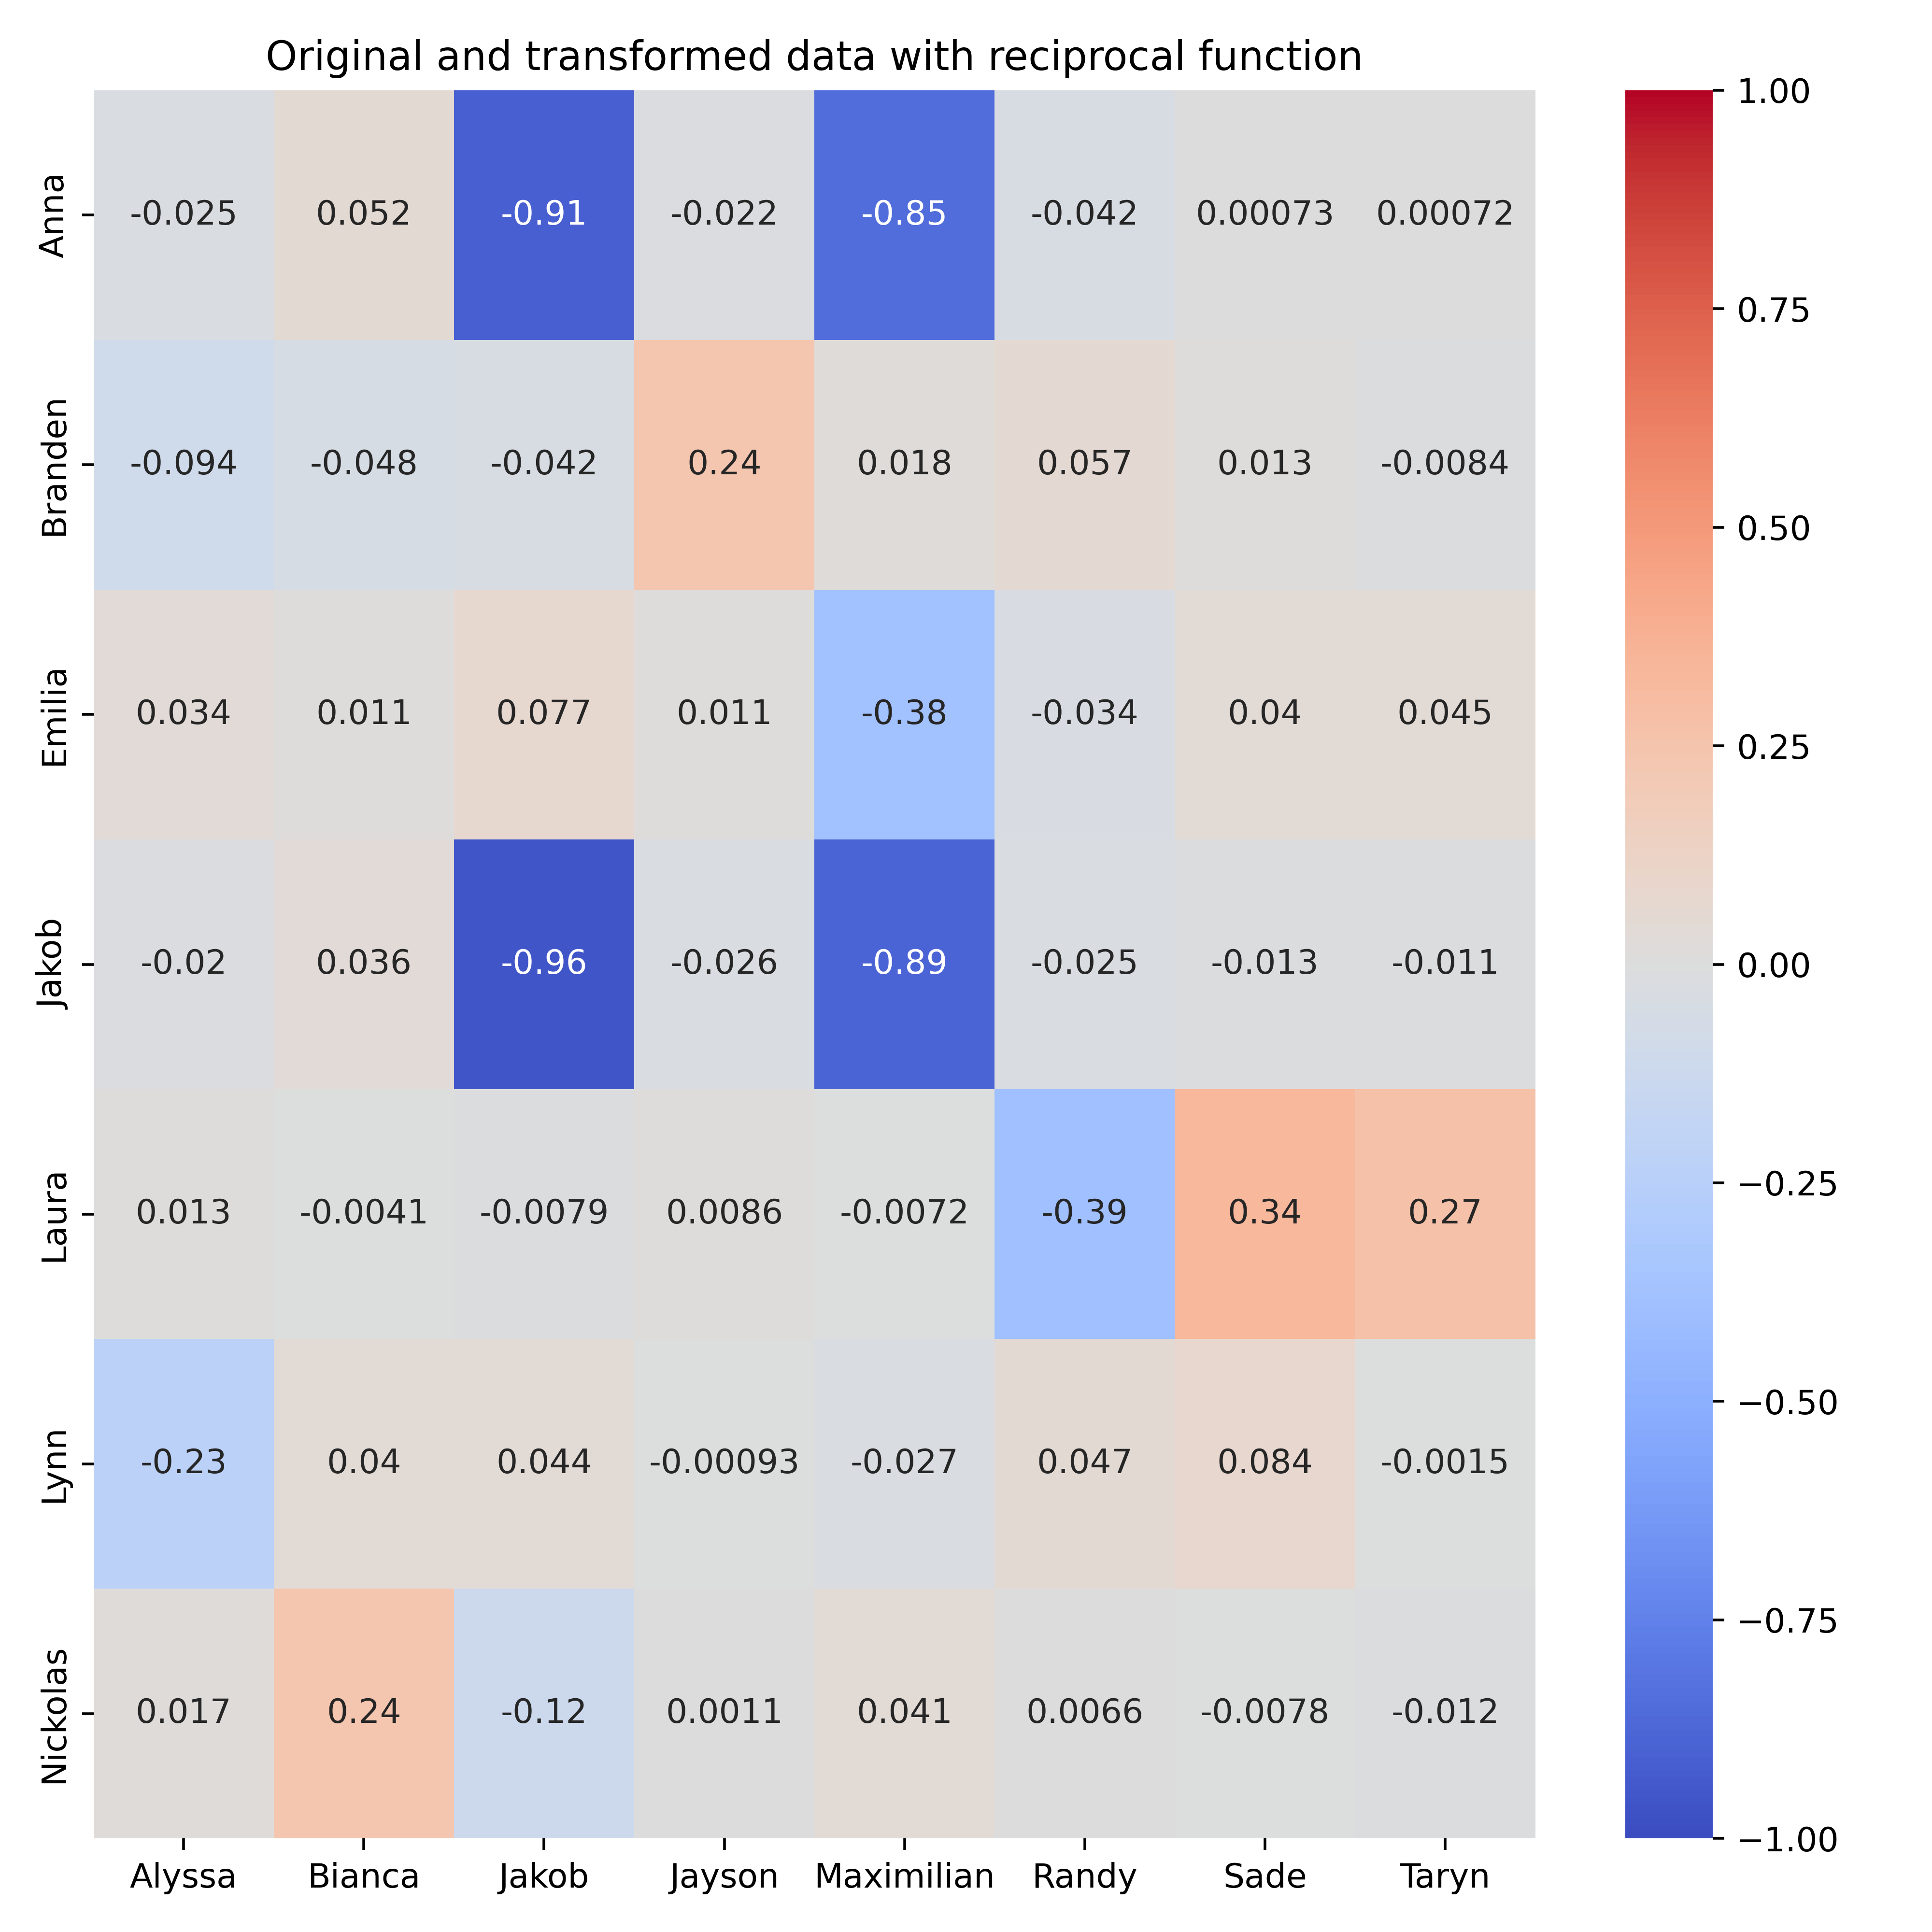 Original and transformed data with reciprocal function
Anna -0.025 0.052 -0.91 -0.022 -0.85 -0.042 0.00073 0.00072
Branden -0.094 -0.048 -0.042 0.24 0.018 0.057 0.013 -0.0084
Emilia 0.034 0.011 0.077 0.011 -0.38 -0.034 0.04 0.045
Jakob -0.02 0.036 -0.96 -0.026 -0.89 -0.025 -0.013 -0.011
Laura 0.013 -0.0041 -0.0079 0.0086 -0.0072 -0.39 0.34 0.27
Lynn -0.23 0.04 0.044 -0.00093 -0.027 0.047 0.084 -0.0015
Nickolas 0.017 0.24 -0.12 0.0011 0.041 0.0066 -0.0078 -0.012
Alyssa Bianca Jakob Jayson Maximilian Randy Sade Taryn
1.00
0.75
0.50
0.25
0.00
−0.25
−0.50
−0.75
−1.00